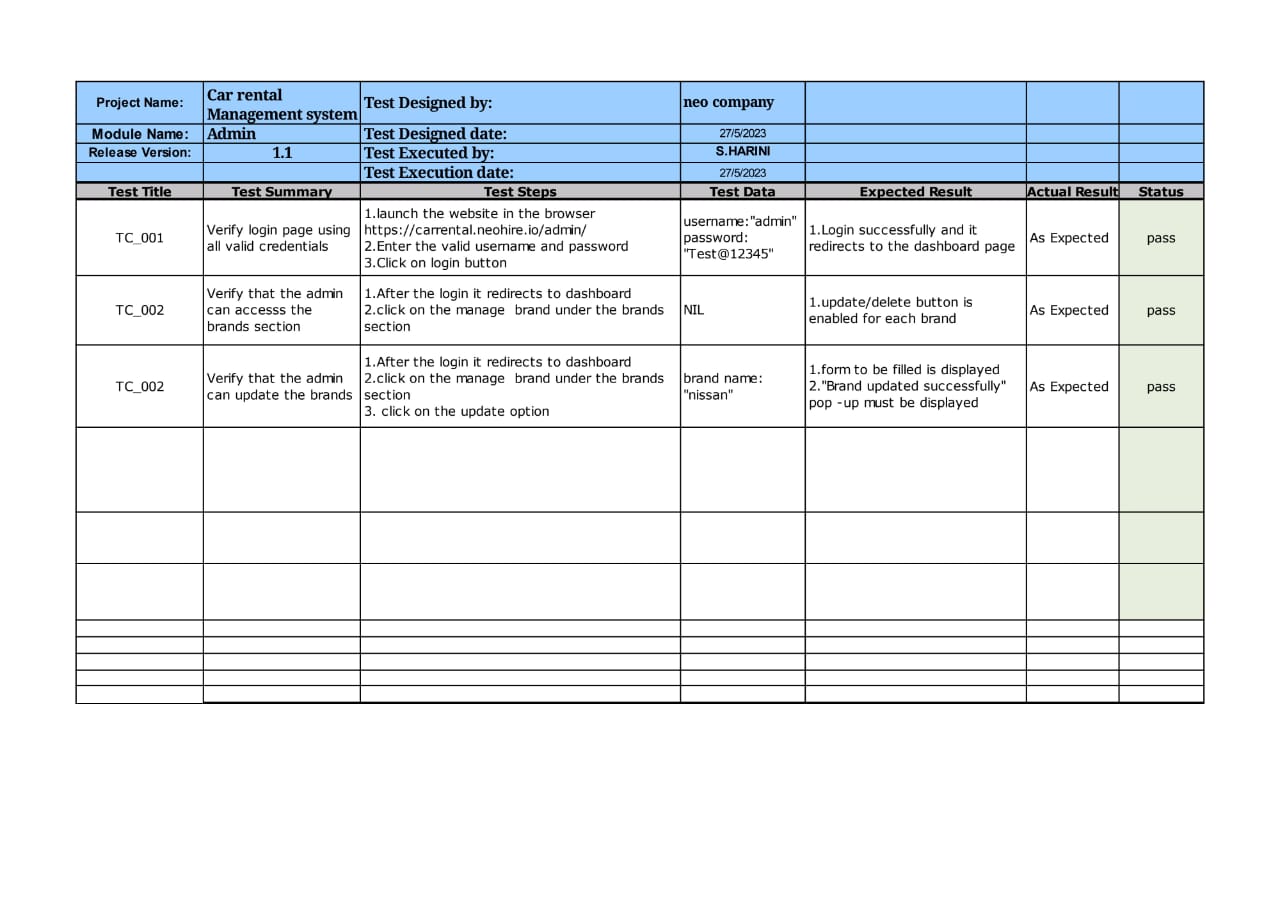 Project Name:
Car rental
Management system
Test Designed by:
neo company
Module Name:
Admin
Test Designed date:
27/5/2023
Release Version:
1.1
Test Executed by:
S.HARINI
Test Execution date:
27/5/2023
Test Title
Test Summary
Test Steps
Test Data
Expected Result
Actual Result
Status
TC_001
Verify login page using
all valid credentials
1.launch the website in the browser
https://carrental.neohire.io/admin/
2.Enter the valid username and password
3.Click on login button
username:"admin"
password:
"Test@12345"
1.Login successfully and it
redirects to the dashboard page
As Expected
pass
TC_002
Verify that the admin
can accesss the
brands section
1.After the login it redirects to dashboard
2.click on the manage  brand under the brands
section
NIL
1.update/delete button is
enabled for each brand
As Expected
pass
TC_002
Verify that the admin
can update the brands
1.After the login it redirects to dashboard
2.click on the manage  brand under the brands
section
3. click on the update option
brand name:
"nissan"
1.form to be filled is displayed
2."Brand updated successfully"
pop -up must be displayed
As Expected
pass